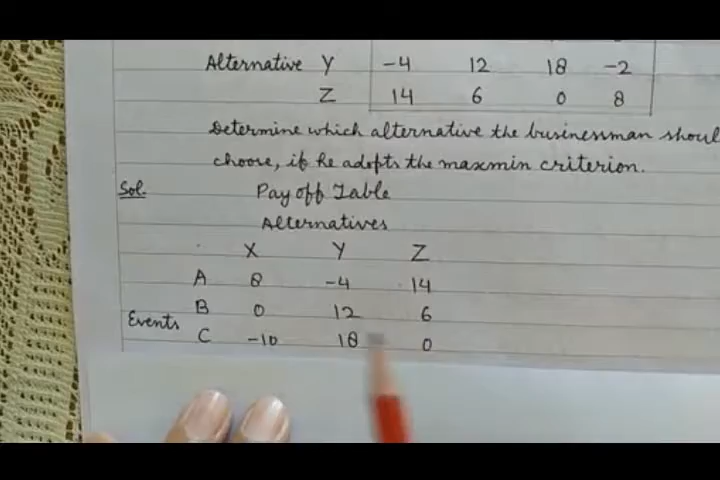 Alternative Y -4 12 18 -2
Z 14 6 0 8
Determine which alternative the businessman shoul
choose, if he adopts the maxmin criterion.
Sol. Pay off Table
Alternatives
X Y Z
A 8 -4 14
B 0 12 6
Events
C -10 18 0